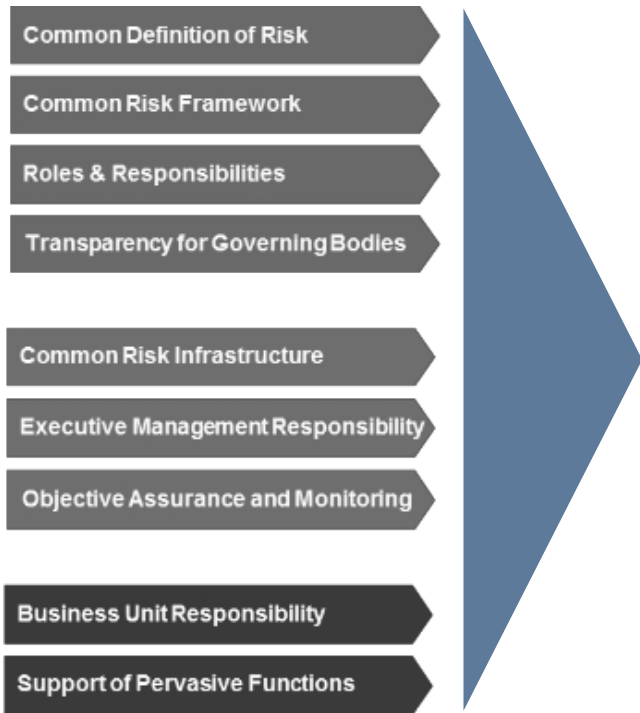 Common Definition of Risk
Common Risk Framework
Roles & Responsibilities
Transparency for Governing Bodies
Common Risk Infrastructure
Executive Management Responsibility
Objective Assurance and Monitoring
Business Unit Responsibility
Support of Pervasive Functions